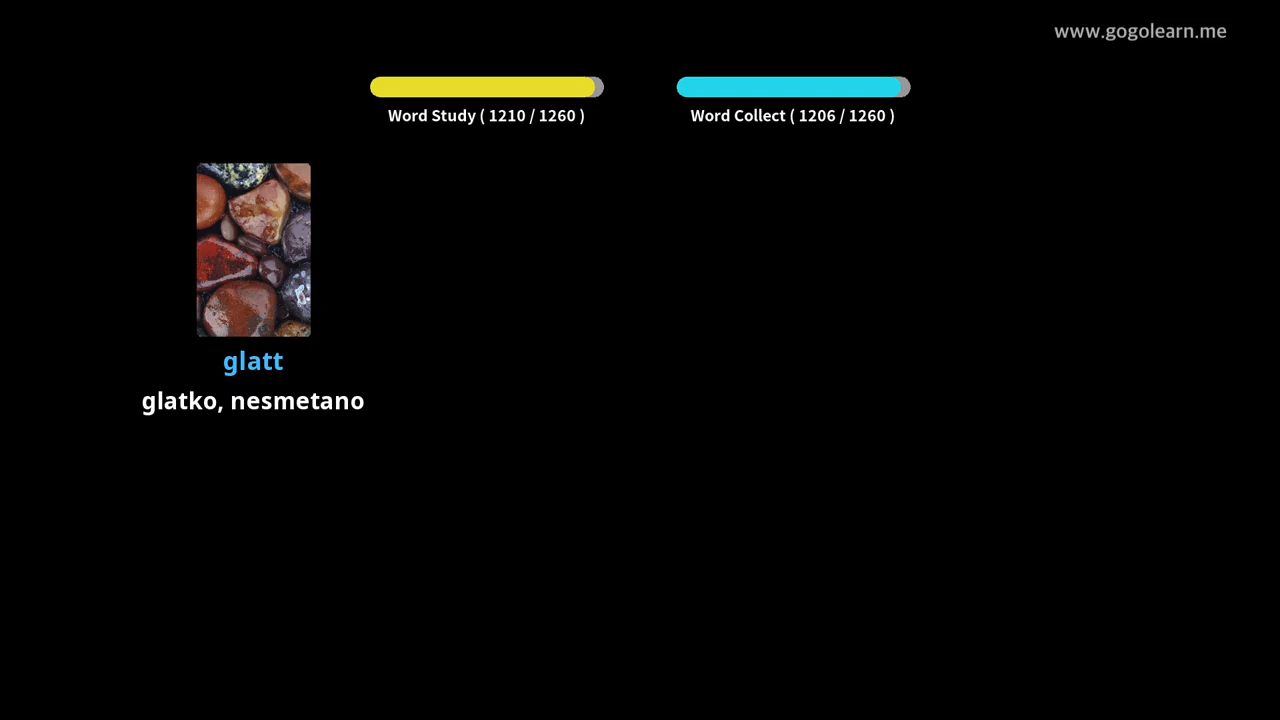 www.gogolearn.me
Word Study ( 1210 / 1260 )
Word Collect ( 1206 / 1260 )
glatt
glatko, nesmetano